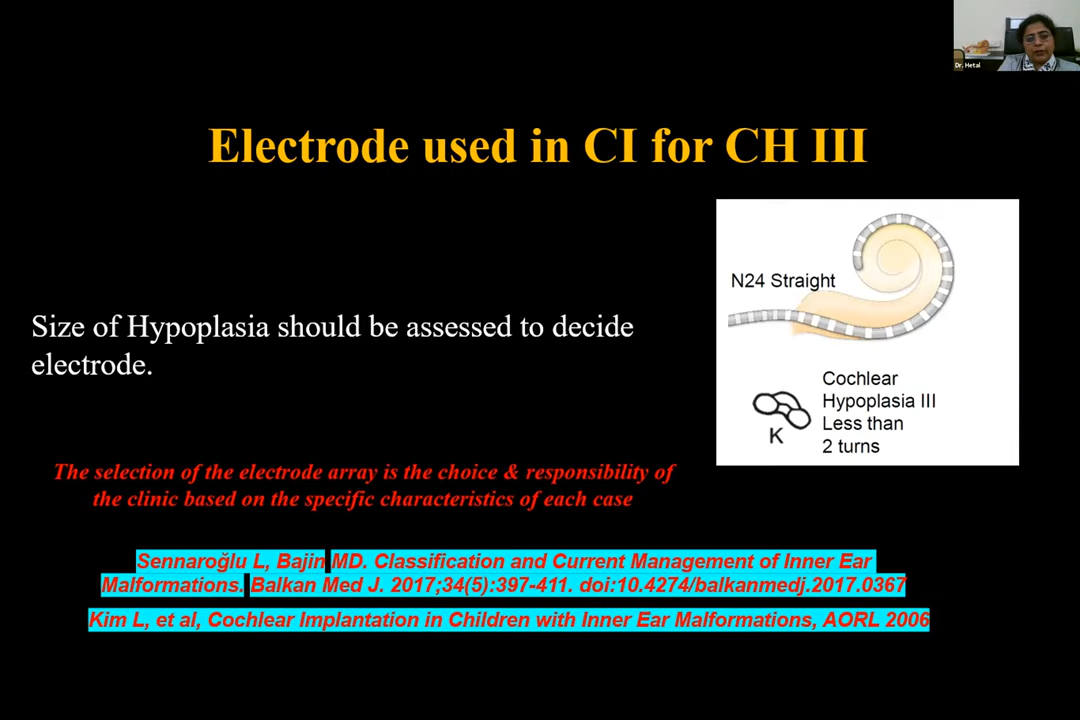 Dr. Hetal
Electrode used in CI for CH III
N24 Straight
Size of Hypoplasia should be assessed to decide
electrode.
Cochlear
Hypoplasia III
Less than
2 turns
K
The selection of the electrode array is the choice & responsibility of
the clinic based on the specific characteristics of each case
Sennaroğlu L, Bajin MD. Classification and Current Management of Inner Ear
Malformations. Balkan Med J. 2017;34(5):397-411. doi:10.4274/balkanmedj.2017.0367
Kim L, et al, Cochlear Implantation in Children with Inner Ear Malformations, AORL 2006